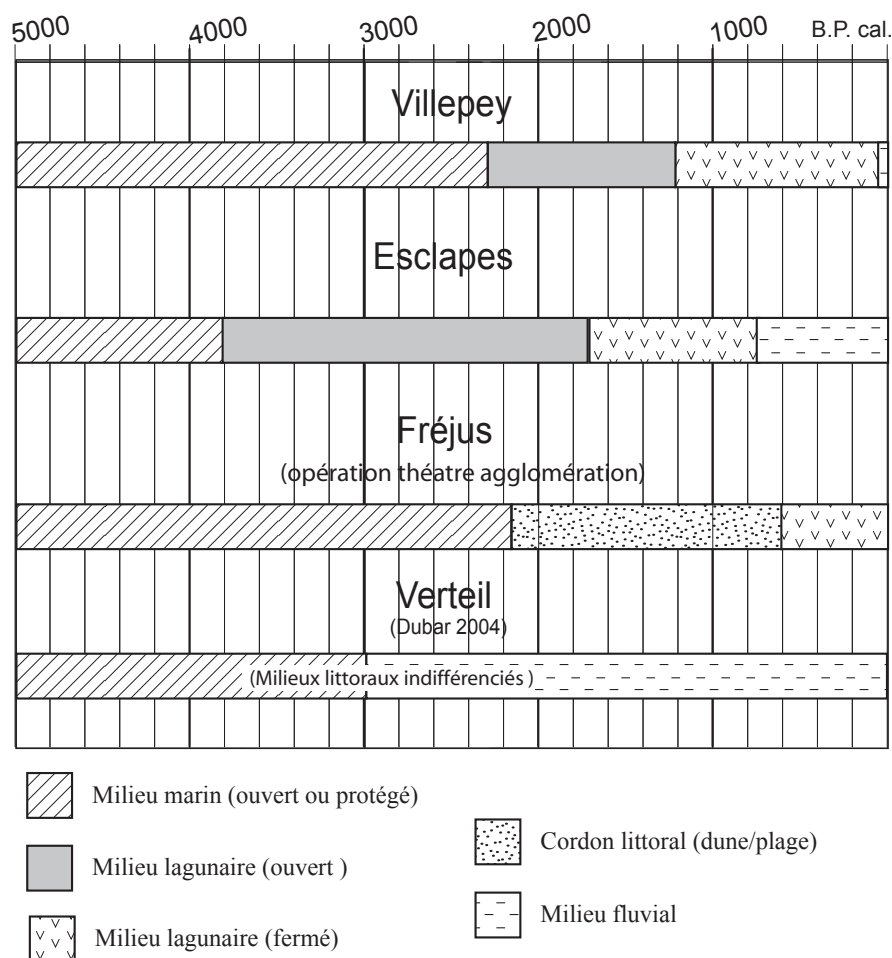 5000 4000 3000 2000 1000 B.P. cal.
Villepey
Esclapes
Fréjus
(opération théatre agglomération)
Verteil
(Dubar 2004)
(Milieux littoraux indifférenciés )
Milieu marin (ouvert ou protégé)
Milieu lagunaire (ouvert )
Milieu lagunaire (fermé)
Cordon littoral (dune/plage)
Milieu fluvial